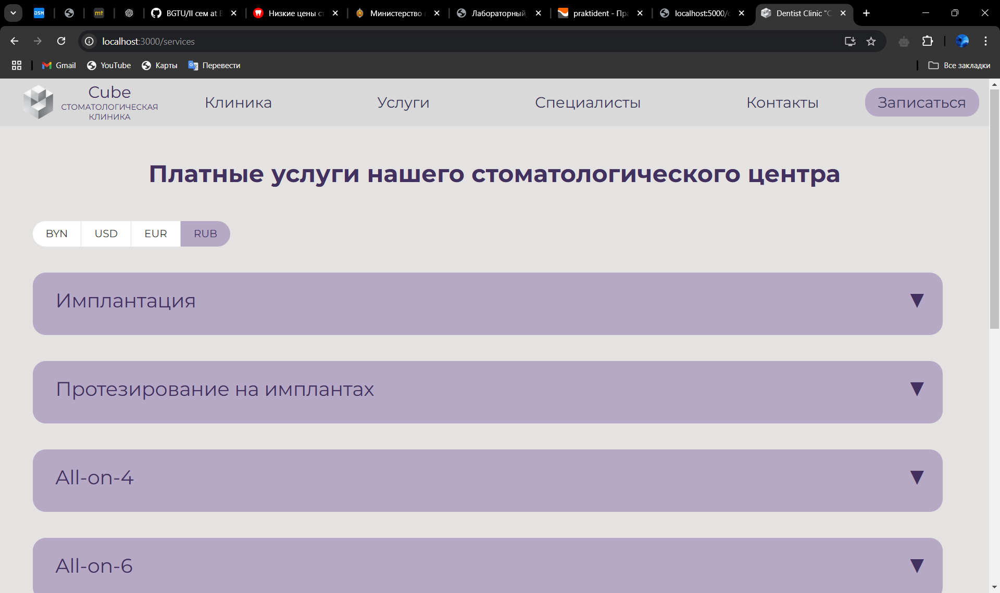 DSM
mt
BGTU/II сем at
Низкие цены ст
Министерство
Лабораторный
praktident - Пра
localhost:5000/
Dentist Clinic "C
localhost:3000/services
Gmail
YouTube
Карты
Перевести
Все закладки
Cube
СТОМАТОЛОГИЧЕСКАЯ
КЛИНИКА
Клиника
Услуги
Специалисты
Контакты
Записаться
Платные услуги нашего стоматологического центра
BYN
USD
EUR
RUB
Имплантация
Протезирование на имплантах
All-on-4
All-on-6